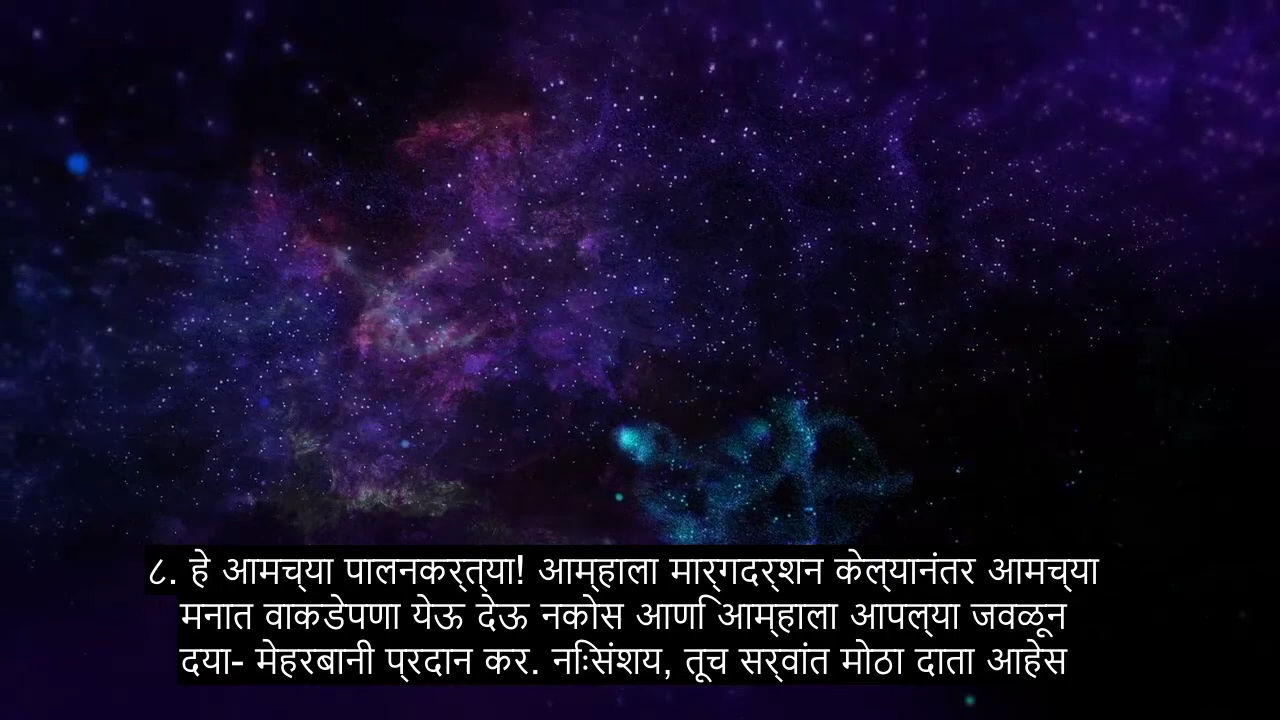 ८. हे आमच्या पालनकर्त्या! आम्हाला मार्गदर्शन केल्यानंतर आमच्या
मनात वाकडेपणा येऊ देऊ नकोस आणि आम्हाला आपल्या जवळून
दया- मेहरबानी प्रदान कर. निःसंशय, तूच सर्वांत मोठा दाता आहेस